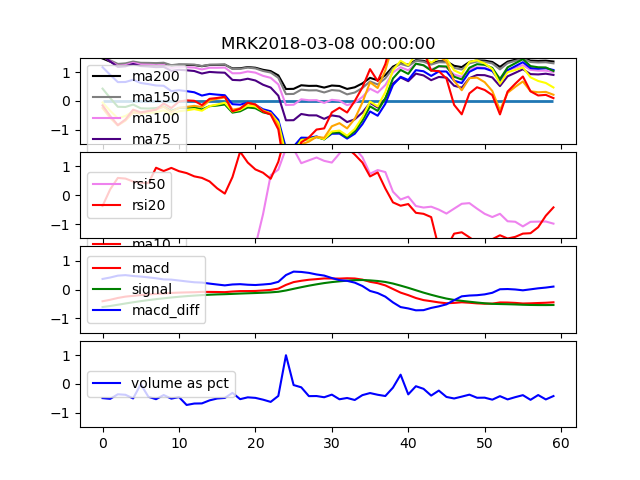 MRK2018-03-08 00:00:00
1
0
−1
ma200
ma150
ma100
ma75
1
0
−1
rsi50
rsi20
ma10
1
0
−1
macd
signal
macd_diff
1
0
−1
volume as pct
0 10 20 30 40 50 60